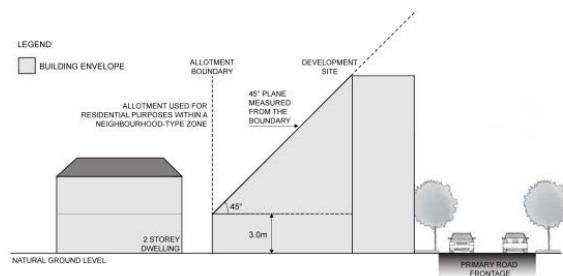 LEGEND
BUILDING ENVELOPE
ALLOTMENT
BOUNDARY
DEVELOPMENT
SITE
ALLOTMENT USED FOR
RESIDENTIAL PURPOSES WITHIN A
NEIGHBOURHOOD-TYPE ZONE
45° PLANE
MEASURED
FROM THE
BOUNDARY
45°
3.0m
2 STOREY
DWELLING
NATURAL GROUND LEVEL
PRIMARY ROAD
FRONTAGE